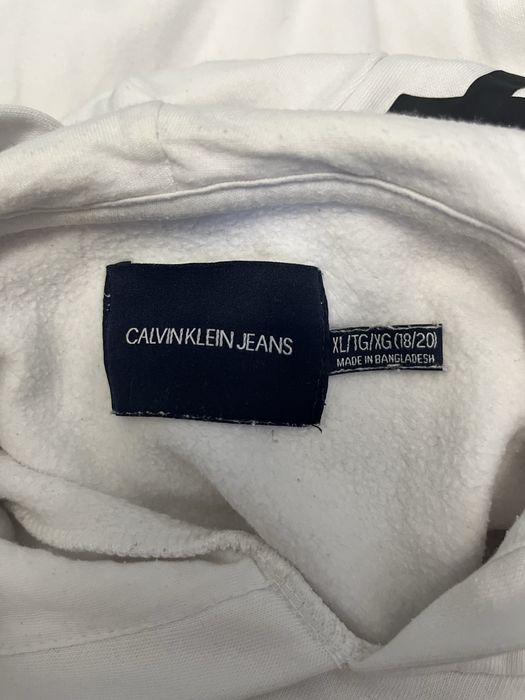 CALVIN KLEIN JEANS
XL/TG/XG (18/20)
MADE IN BANGLADESH